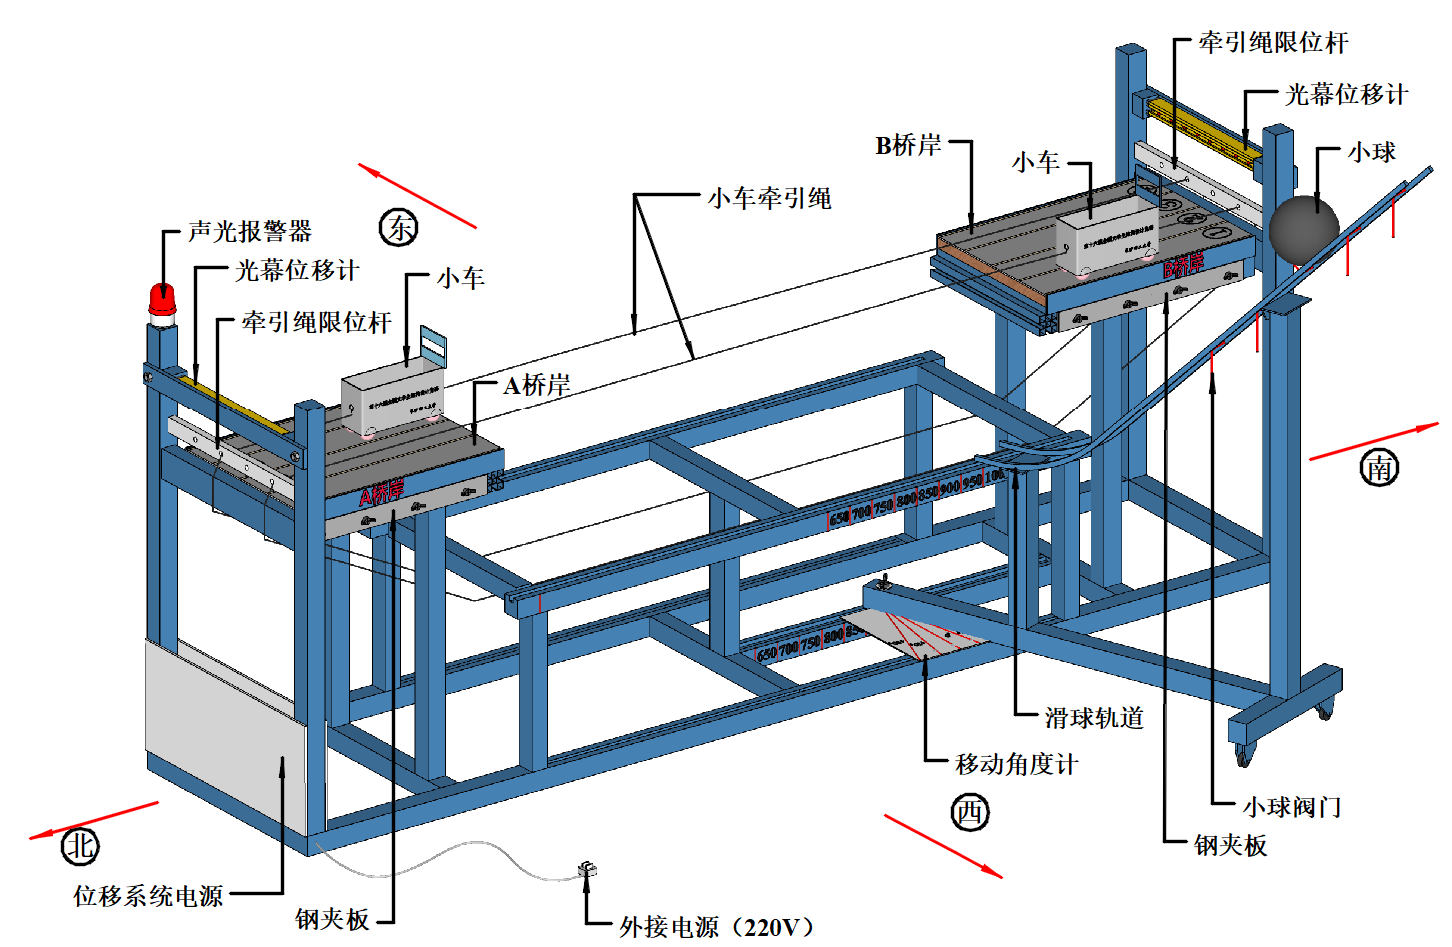 牵引绳限位杆
光幕位移计
B桥岸
小车
小球
小车牵引绳
东
声光报警器
光幕位移计
小车
牵引绳限位杆
B桥岸
A桥岸
南
A桥岸
650 700 750 800 850 900 950
650 700 750 800
滑球轨道
移动角度计
西
小球阀门
北
钢夹板
位移系统电源
钢夹板
外接电源（220V）